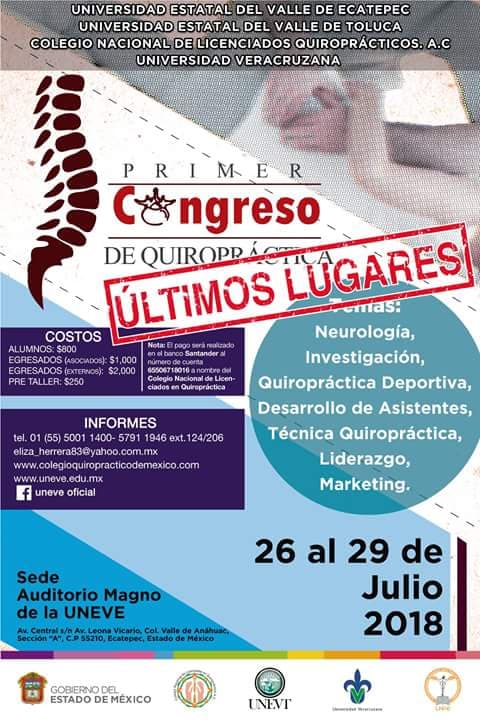 UNIVERSIDAD ESTATAL DEL VALLE DE ECATEPEC
UNIVERSIDAD ESTATAL DEL VALLE DE TOLUCA
COLEGIO NACIONAL DE LICENCIADOS QUIROPRÁCTICOS. A.C
UNIVERSIDAD VERACRUZANA
PRIMER
Congreso
DE QUIROPRÁCTICA
ÚLTIMOS LUGARES
Temas:
Neurología,
Investigación,
Quiropráctica Deportiva,
Desarrollo de Asistentes,
Técnica Quiropráctica,
Liderazgo,
Marketing.
COSTOS
ALUMNOS: $800
EGRESADOS (ASOCIADOS): $1,000
EGRESADOS (EXTERNOS): $2,000
PRE TALLER: $250
Nota: El pago será realizado
en el banco Santander al
número de cuenta
65506718016 a nombre del
Colegio Nacional de Licen-
ciados en Quiropráctica
INFORMES
tel. 01 (55) 5001 1400- 5791 1946 ext.124/206
eliza_herrera83@yahoo.com.mx
www.colegioquiropracticodemexico.com
www.uneve.edu.mx
uneve oficial
26 al 29 de
Julio
2018
Sede
Auditorio Magno
de la UNEVE
Av. Central s/n Av. Leona Vicario, Col. Valle de Anáhuac,
Sección "A", C.P 55210, Ecatepec, Estado de México
GOBIERNO DEL
ESTADO DE MÉXICO
UNEVT
Universidad Veracruzana